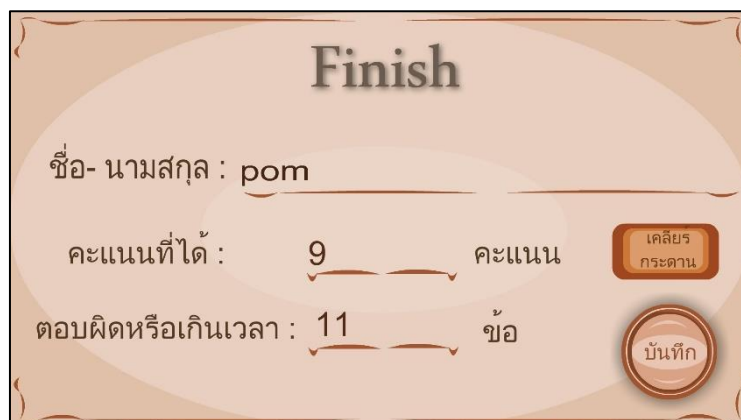 Finish
ชื่อ- นามสกุล : pom
คะแนนที่ได้ : 9 คะแนน
เคลียร์
กระดาน
ตอบผิดหรือเกินเวลา : 11 ข้อ
บันทึก